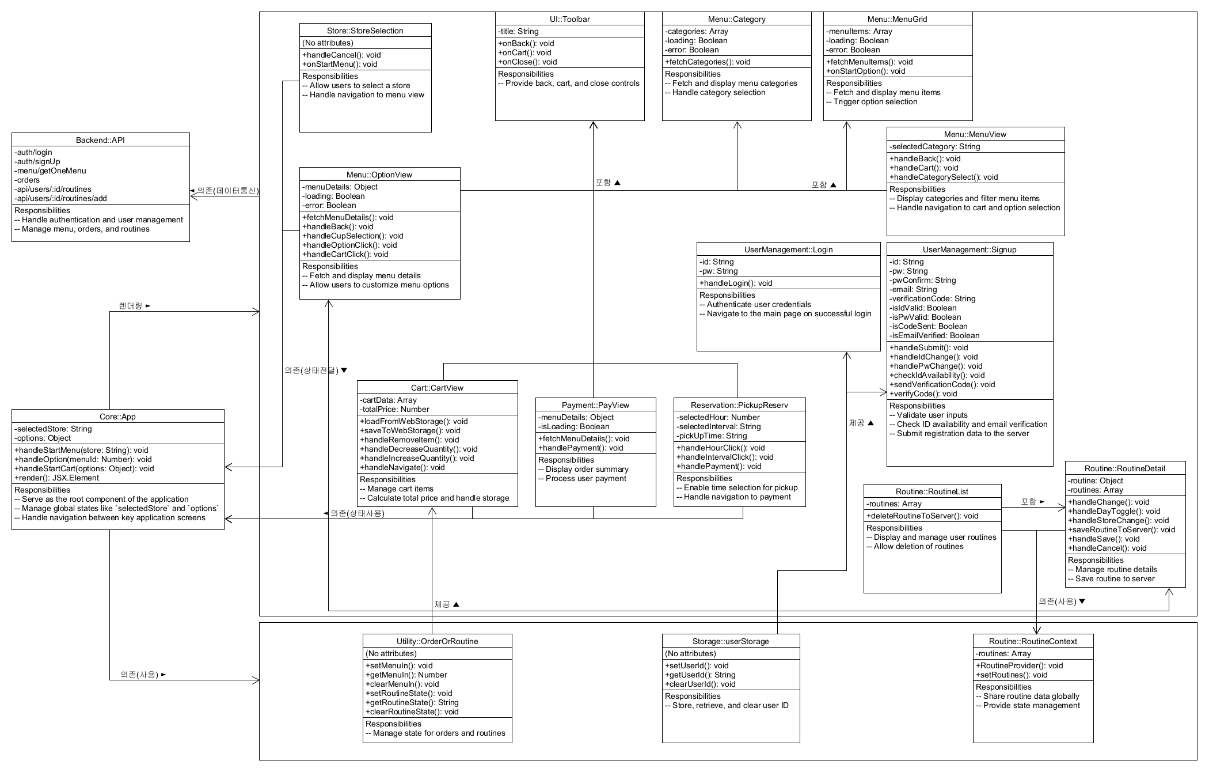 Store::StoreSelection
(No attributes)
+handleCancel(): void
+onStartMenu(): void
Responsibilities
-- Allow users to select a store
-- Handle navigation to menu view
UI::Toolbar
-title: String
+onBack(): void
+onCart(): void
+onClose(): void
Responsibilities
-- Provide back, cart, and close controls
Menu::Category
-categories: Array
-loading: Boolean
-error: Boolean
+fetchCategories(): void
Responsibilities
-- Fetch and display menu categories
-- Handle category selection
Menu::MenuGrid
-menuItems: Array
-loading: Boolean
-error: Boolean
+fetchMenuItems(): void
+onStartOption(): void
Responsibilities
-- Fetch and display menu items
-- Trigger option selection
Backend::API
-auth/login
-auth/signUp
-menu/getOneMenu
-orders
-api/users/:id/routines
-api/users/:id/routines/add
Responsibilities
-- Handle authentication and user management
-- Manage menu, orders, and routines
◄의존(데이터통신)
Menu::OptionView
-menuDetails: Object
-loading: Boolean
-error: Boolean
+fetchMenuDetails(): void
+handleBack(): void
+handleCupSelection(): void
+handleOptionClick(): void
+handleCartClick(): void
Responsibilities
-- Fetch and display menu details
-- Allow users to customize menu options
포함 ▲
포함 ▲
Menu::MenuView
-selectedCategory: String
+handleBack(): void
+handleCart(): void
+handleCategorySelect(): void
Responsibilities
-- Display categories and filter menu items
-- Handle navigation to cart and option selection
UserManagement::Login
-id: String
-pw: String
+handleLogin(): void
Responsibilities
-- Authenticate user credentials
-- Navigate to the main page on successful login
UserManagement::Signup
-id: String
-pw: String
-pwConfirm: String
-email: String
-verificationCode: String
-isIdValid: Boolean
-isPwValid: Boolean
-isCodeSent: Boolean
-isEmailVerified: Boolean
+handleSubmit(): void
+handleIdChange(): void
+handlePwChange(): void
+checkIdAvailability(): void
+sendVerificationCode(): void
+verifyCode(): void
Responsibilities
-- Validate user inputs
-- Check ID availability and email verification
-- Submit registration data to the server
렌더링 ►
의존(상태전달) ▼
제공 ▲
Core::App
-selectedStore: String
-options: Object
+handleStartMenu(store: String): void
+handleOption(menuId: Number): void
+handleStartCart(options: Object): void
+render(): JSX.Element
Responsibilities
-- Serve as the root component of the application
-- Manage global states like `selectedStore` and `options`
-- Handle navigation between key application screens
Cart::CartView
-cartData: Array
-totalPrice: Number
+loadFromWebStorage(): void
+saveToWebStorage(): void
+handleRemoveItem(): void
+handleDecreaseQuantity(): void
+handleIncreaseQuantity(): void
+handleNavigate(): void
Responsibilities
-- Manage cart items
-- Calculate total price and handle storage
Payment::PayView
-menuDetails: Object
-isLoading: Boolean
+fetchMenuDetails(): void
+handlePayment(): void
Responsibilities
-- Display order summary
-- Process user payment
Reservation::PickupReserv
-selectedHour: Number
-selectedInterval: String
-pickUpTime: String
+handleHourClick(): void
+handleIntervalClick(): void
+handlePayment(): void
Responsibilities
-- Enable time selection for pickup
-- Handle navigation to payment
◄의존(상태사용)
Routine::RoutineList
-routines: Array
+deleteRoutineToServer(): void
Responsibilities
-- Display and manage user routines
-- Allow deletion of routines
포함 ►
Routine::RoutineDetail
-routine: Object
-routines: Array
+handleChange(): void
+handleDayToggle(): void
+handleStoreChange(): void
+saveRoutineToServer(): void
+handleSave(): void
+handleCancel(): void
Responsibilities
-- Manage routine details
-- Save routine to server
제공 ▲
의존(사용) ▼
의존(사용) ►
Utility::OrderOrRoutine
(No attributes)
+setMenuIn(): void
+getMenuIn(): Number
+clearMenuIn(): void
+setRoutineState(): void
+getRoutineState(): String
+clearRoutineState(): void
Responsibilities
-- Manage state for orders and routines
Storage::userStorage
(No attributes)
+setUserId(): void
+getUserId(): String
+clearUserId(): void
Responsibilities
-- Store, retrieve, and clear user ID
Routine::RoutineContext
-routines: Array
+RoutineProvider(): void
+setRoutines(): void
Responsibilities
-- Share routine data globally
-- Provide state management